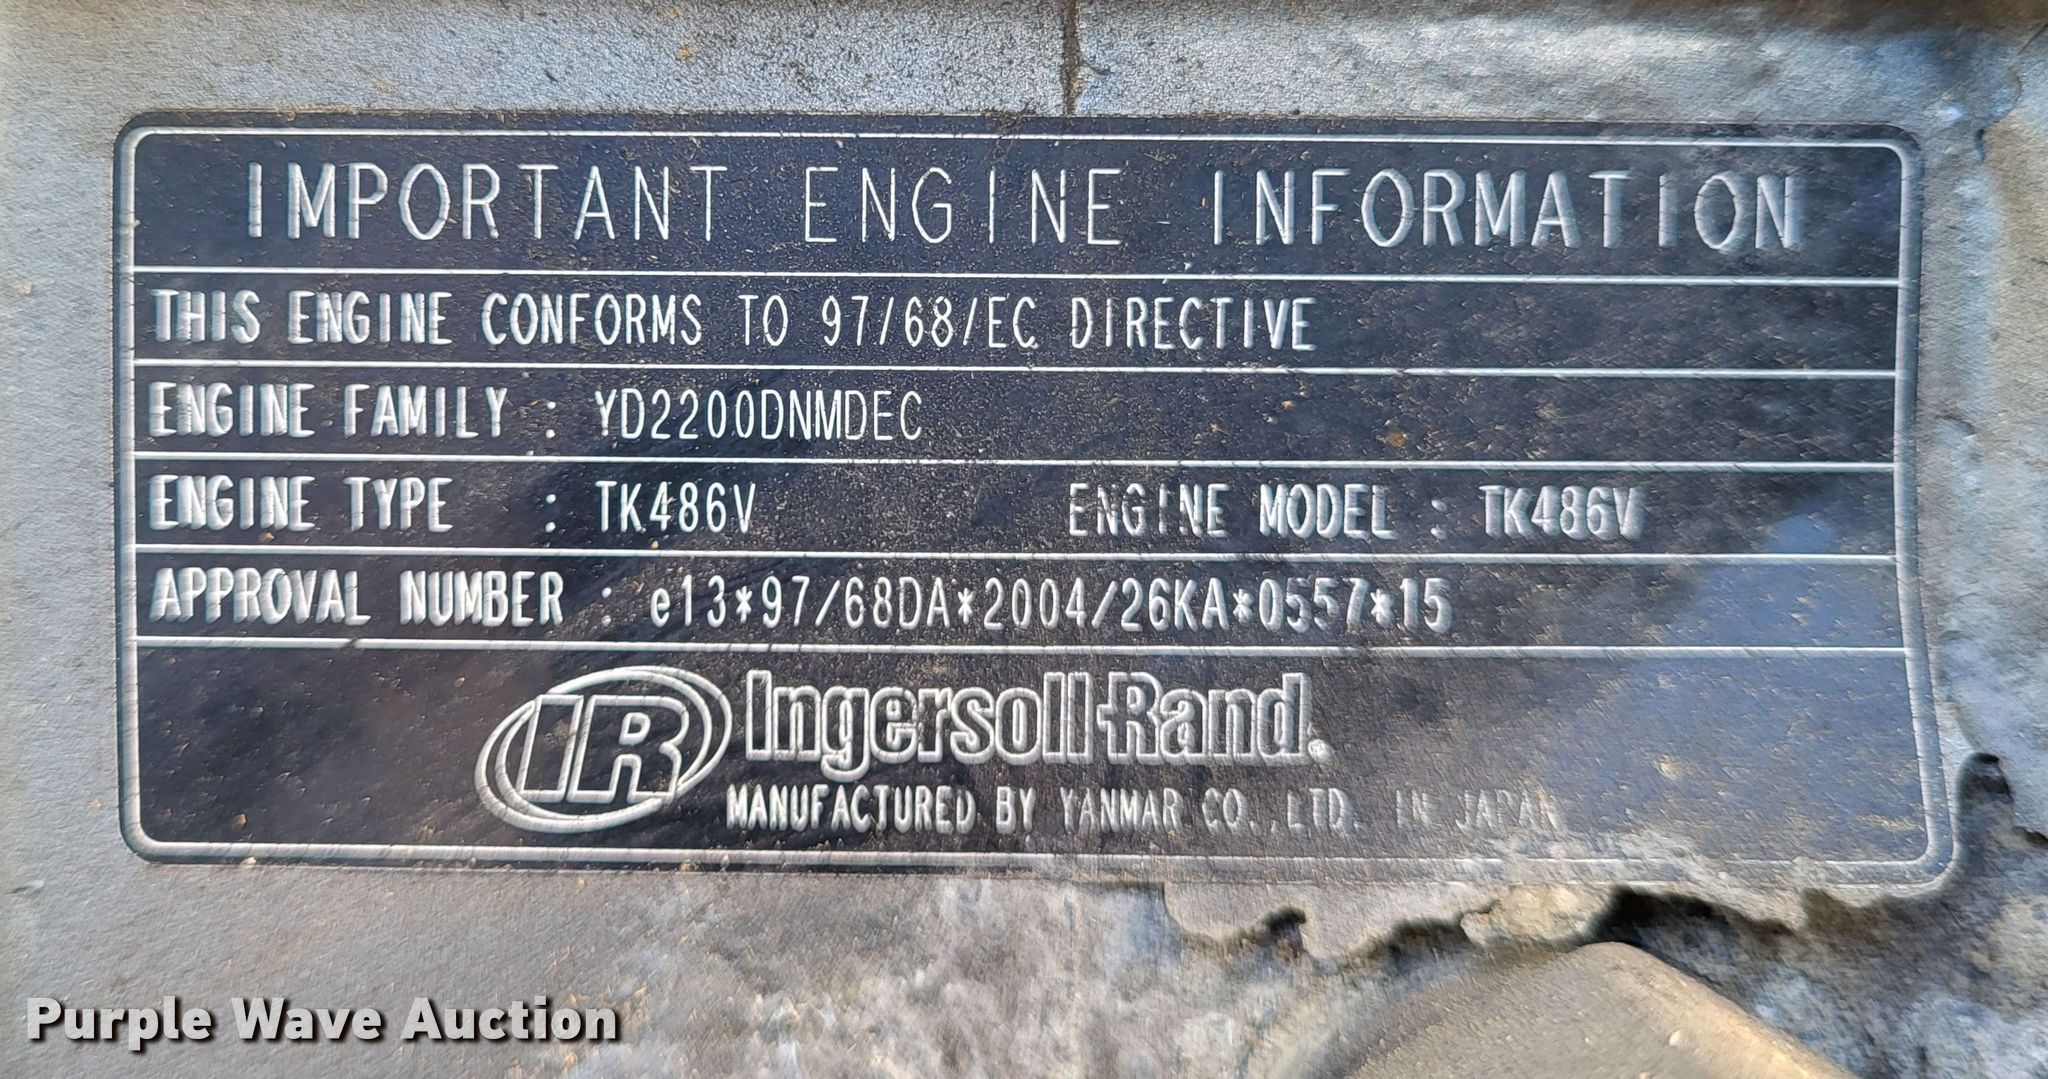 IMPORTANT ENGINE INFORMATION
THIS ENGINE CONFORMS TO 97/68/EC DIRECTIVE
ENGINE FAMILY : YD2200DNMDEC
ENGINE TYPE : TK486V ENGINE MODEL : TK486V
APPROVAL NUMBER : e13*97/68DA*2004/26KA*0557*15
IR Ingersoll-Rand®
MANUFACTURED BY YANMAR CO.,LTD. IN JAPAN
Purple Wave Auction